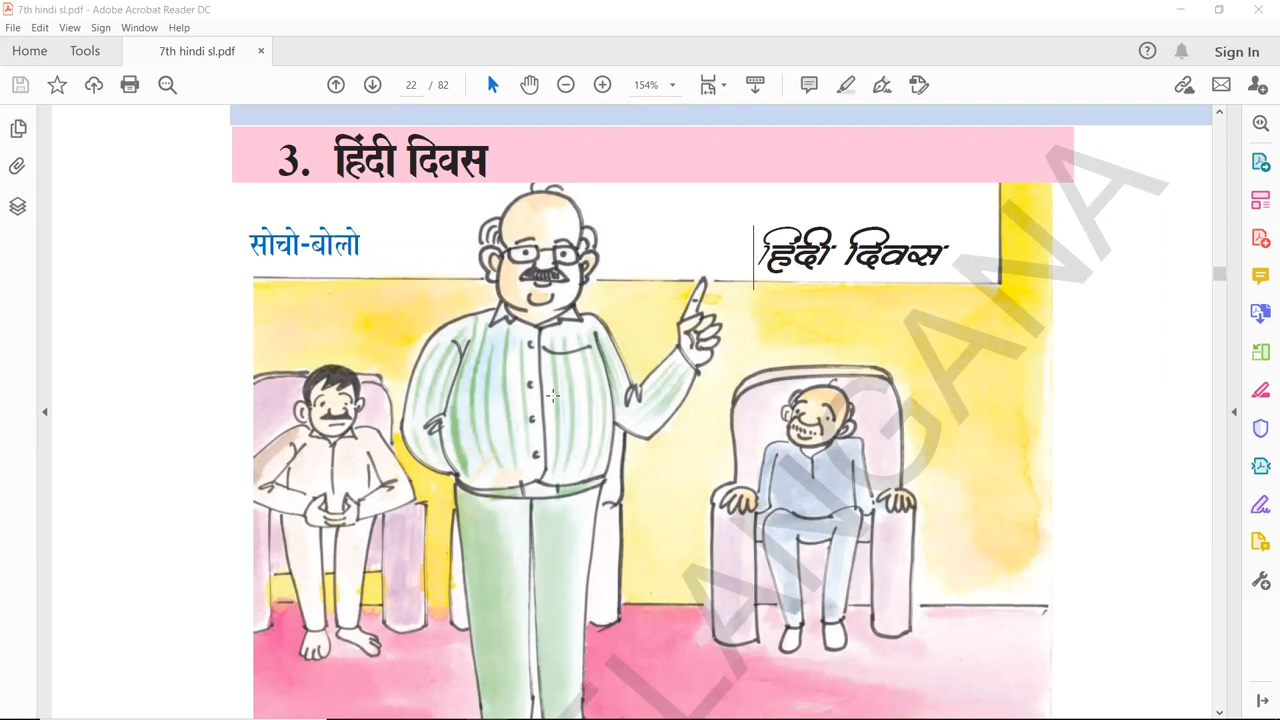 7th hindi sl.pdf - Adobe Acrobat Reader DC
File Edit View Sign Window Help
Home Tools 7th hindi sl.pdf × Sign In
22 / 82 154%
3. हिंदी दिवस
सोचो-बोलो
हिंदी दिवस
TELANGANA